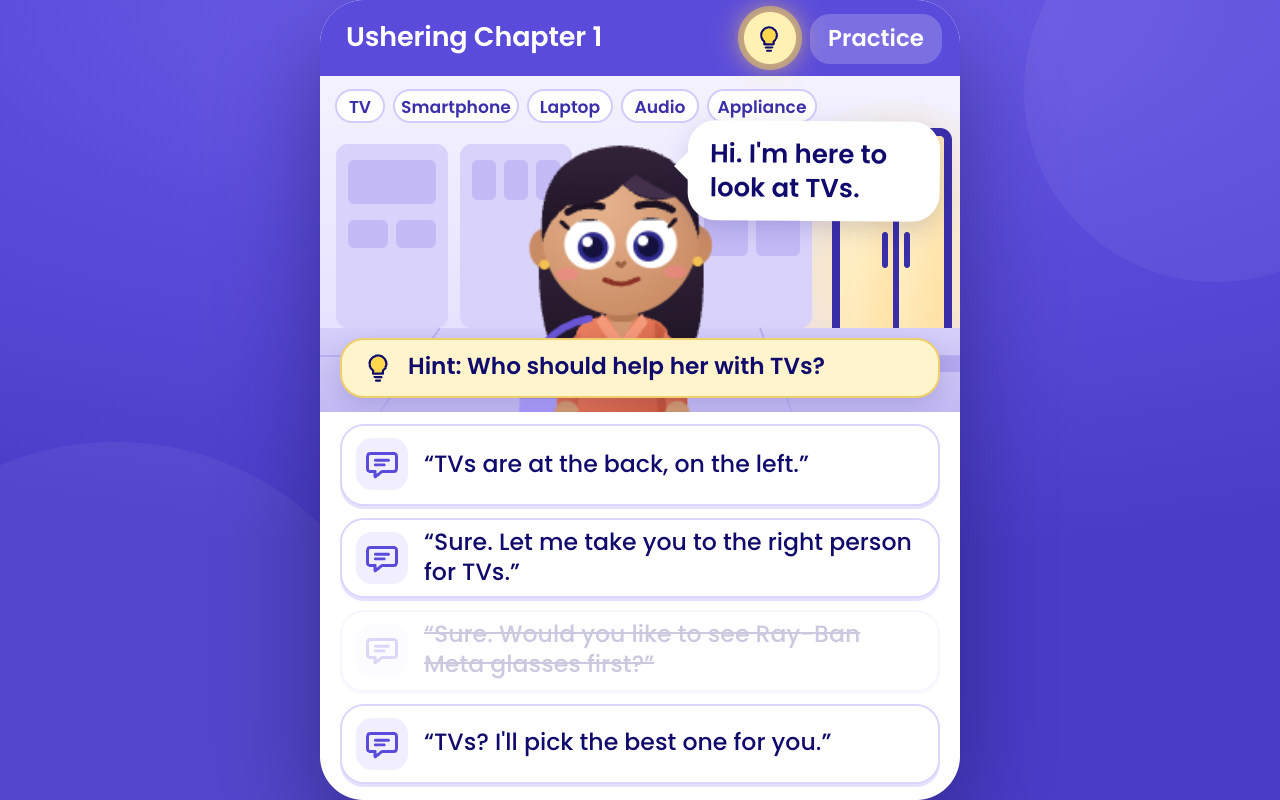 Ushering Chapter 1
Practice
TV
Smartphone
Laptop
Audio
Appliance
Hi. I'm here to
look at TVs.
Hint: Who should help her with TVs?
“TVs are at the back, on the left.”
“Sure. Let me take you to the right person
for TVs.”
“Sure. Would you like to see Ray-Ban
Meta glasses first?”
“TVs? I'll pick the best one for you.”